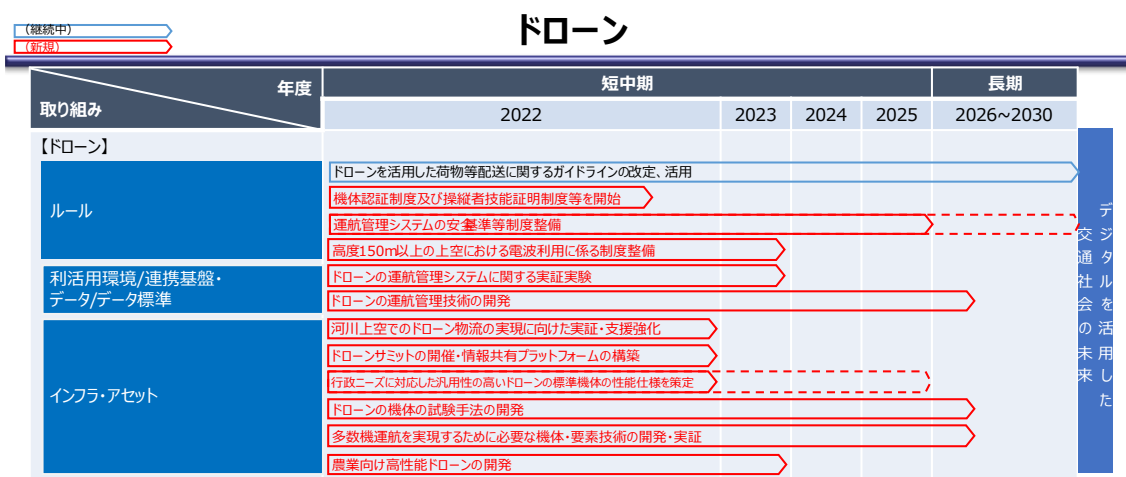 (継続中)
(新規)
ドローン
年度
取り組み
短中期
長期
2022
2023
2024
2025
2026~2030
【ドローン】
ルール
ドローンを活用した荷物等配送に関するガイドラインの改定、活用
機体認証制度及び操縦者技能証明制度等を開始
運航管理システムの安全基準等制度整備
高度150m以上の上空における電波利用に係る制度整備
利活用環境/連携基盤・
データ/データ標準
ドローンの運航管理システムに関する実証実験
ドローンの運航管理技術の開発
インフラ・アセット
河川上空でのドローン物流の実現に向けた実証・支援強化
ドローンサミットの開催・情報共有プラットフォームの構築
行政ニーズに対応した汎用性の高いドローンの標準機体の性能仕様を策定
ドローンの機体の試験手法の開発
多数機運航を実現するために必要な機体・要素技術の開発・実証
農業向け高性能ドローンの開発
デジタルを活用した
交通社会の未来